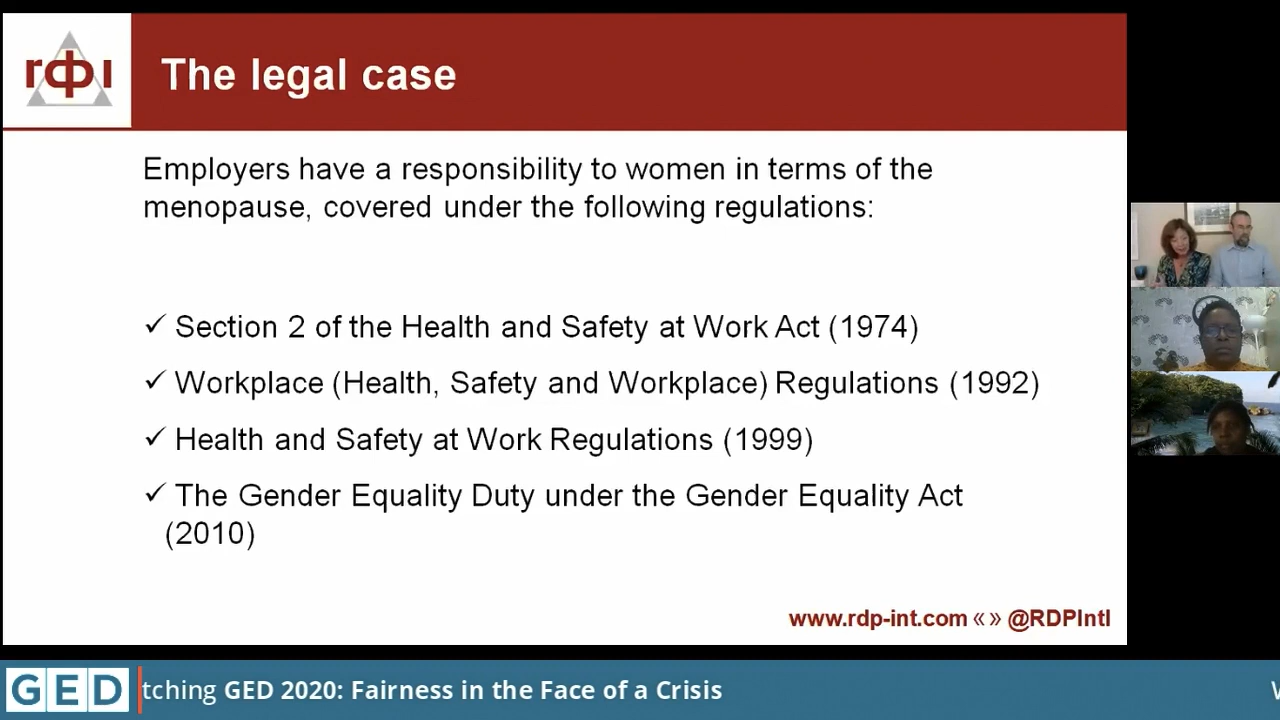 rφı
The legal case
Employers have a responsibility to women in terms of the
menopause, covered under the following regulations:
✓ Section 2 of the Health and Safety at Work Act (1974)
✓ Workplace (Health, Safety and Workplace) Regulations (1992)
✓ Health and Safety at Work Regulations (1999)
✓ The Gender Equality Duty under the Gender Equality Act
(2010)
www.rdp-int.com «» @RDPIntl
GED tching GED 2020: Fairness in the Face of a Crisis W